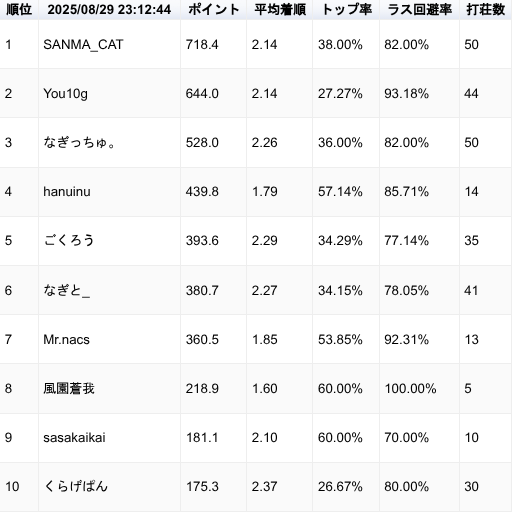 順位 2025/08/29 23:12:44 ポイント 平均着順 トップ率 ラス回避率 打荘数
1 SANMA_CAT 718.4 2.14 38.00% 82.00% 50
2 You10g 644.0 2.14 27.27% 93.18% 44
3 なぎっちゅ。 528.0 2.26 36.00% 82.00% 50
4 hanuinu 439.8 1.79 57.14% 85.71% 14
5 ごくろう 393.6 2.29 34.29% 77.14% 35
6 なぎと_ 380.7 2.27 34.15% 78.05% 41
7 Mr.nacs 360.5 1.85 53.85% 92.31% 13
8 風園蒼我 218.9 1.60 60.00% 100.00% 5
9 sasakaikai 181.1 2.10 60.00% 70.00% 10
10 くらげぱん 175.3 2.37 26.67% 80.00% 30